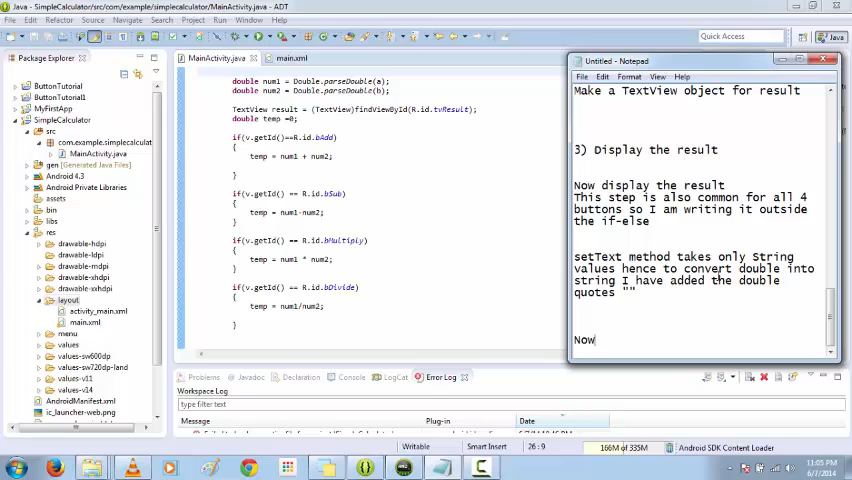 Java - SimpleCalculator/src/com/example/simplecalculator/MainActivity.java - ADT
File Edit Refactor Source Navigate Search Project Run Window Help
Quick Access
Java
Package Explorer
ButtonTutorial
ButtonTutorial1
MyFirstApp
SimpleCalculator
src
com.example.simplecalculat
MainActivity.java
gen [Generated Java Files]
Android 4.3
Android Private Libraries
assets
bin
libs
res
drawable-hdpi
drawable-ldpi
drawable-mdpi
drawable-xhdpi
drawable-xxhdpi
layout
activity_main.xml
main.xml
menu
values
values-sw600dp
values-sw720dp-land
values-v11
values-v14
AndroidManifest.xml
ic_launcher-web.png
MainActivity.java
main.xml
double num1 = Double.parseDouble(a);
double num2 = Double.parseDouble(b);
TextView result = (TextView)findViewById(R.id.tvResult);
double temp =0;
if(v.getId()==R.id.bAdd)
{
temp = num1 + num2;
}
if(v.getId() == R.id.bSub)
{
temp = num1-num2;
}
if(v.getId() == R.id.bMultiply)
{
temp = num1 * num2;
}
if(v.getId() == R.id.bDivide)
{
temp = num1/num2;
}
Untitled - Notepad
File Edit Format View Help
Make a TextView object for result
3) Display the result
Now display the result
This step is also common for all 4
buttons so I am writing it outside
the if-else
setText method takes only String
values hence to convert double into
string I have added the double
quotes ""
Now
Problems Javadoc Declaration Console LogCat Error Log
Workspace Log
type filter text
Message Plug-in Date
Writable Smart Insert 26 : 9 166M of 335M Android SDK Content Loader
11:05 PM
6/7/2014